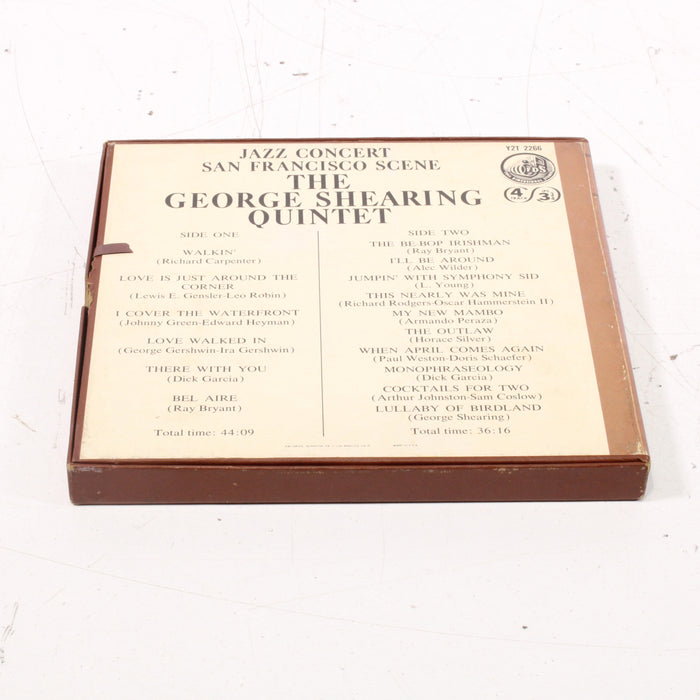 JAZZ CONCERT
SAN FRANCISCO SCENE
THE
GEORGE SHEARING
QUINTET
Y2T 2266
4
3¾
SIDE ONE
WALKIN'
(Richard Carpenter)
LOVE IS JUST AROUND THE
CORNER
(Lewis E. Gensler-Leo Robin)
I COVER THE WATERFRONT
(Johnny Green-Edward Heyman)
LOVE WALKED IN
(George Gershwin-Ira Gershwin)
THERE WITH YOU
(Dick Garcia)
BEL AIRE
(Ray Bryant)
Total time: 44:09
SIDE TWO
THE BE-BOP IRISHMAN
(Ray Bryant)
I'LL BE AROUND
(Alec Wilder)
JUMPIN' WITH SYMPHONY SID
(L. Young)
THIS NEARLY WAS MINE
(Richard Rodgers-Oscar Hammerstein II)
MY NEW MAMBO
(Armando Peraza)
THE OUTLAW
(Horace Silver)
WHEN APRIL COMES AGAIN
(Paul Weston-Doris Schaefer)
MONOPHRASEOLOGY
(Dick Garcia)
COCKTAILS FOR TWO
(Arthur Johnston-Sam Coslow)
LULLABY OF BIRDLAND
(George Shearing)
Total time: 36:16